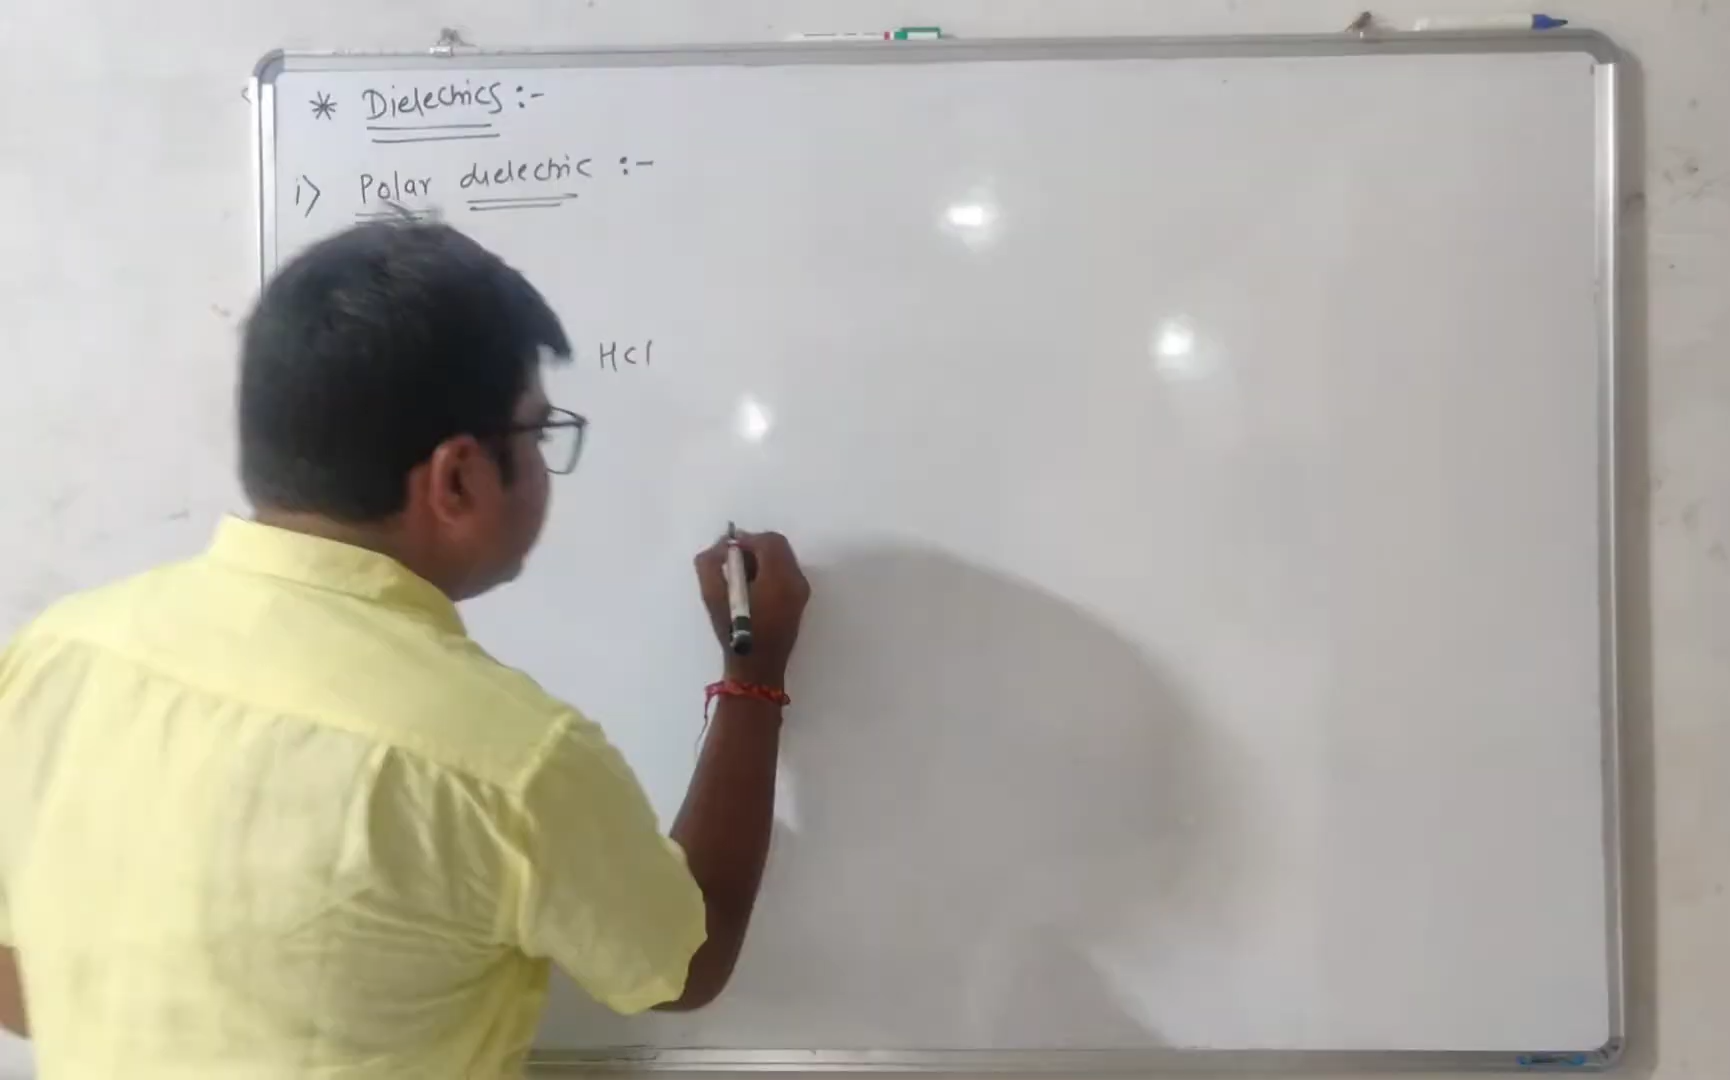 * Dielectrics :-
i) Polar dielectric :-
HCl